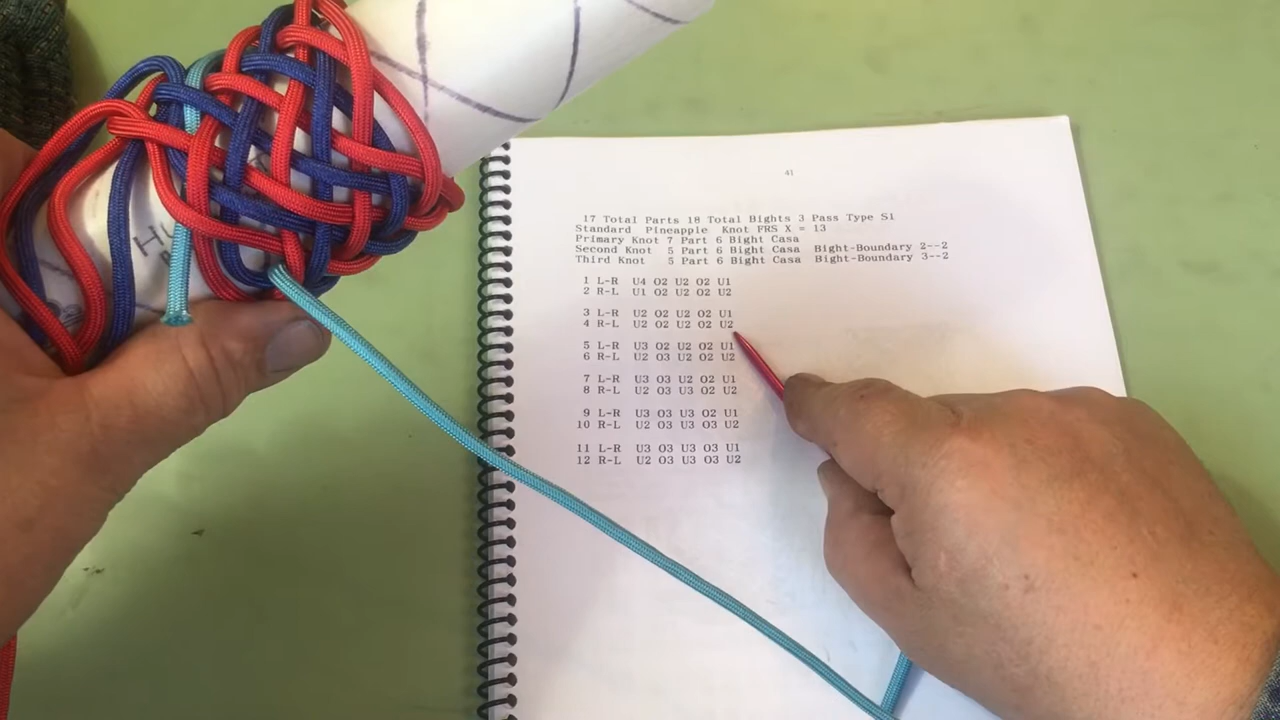 41
17 Total Parts 18 Total Bights 3 Pass Type S1
Standard Pineapple Knot FRS X = 13
Primary Knot 7 Part 6 Bight Casa
Second Knot 5 Part 6 Bight Casa Bight-Boundary 2--2
Third Knot 5 Part 6 Bight Casa Bight-Boundary 3--2
1 L-R U4 O2 U2 O2 U1
2 R-L U1 O2 U2 O2 U2
3 L-R U2 O2 U2 O2 U1
4 R-L U2 O2 U2 O2 U2
5 L-R U3 O2 U2 O2 U1
6 R-L U2 O3 U2 O2 U2
7 L-R U3 O3 U2 O2 U1
8 R-L U2 O3 U3 O2 U2
9 L-R U3 O3 U3 O2 U1
10 R-L U2 O3 U3 O3 U2
11 L-R U3 O3 U3 O3 U1
12 R-L U2 O3 U3 O3 U2